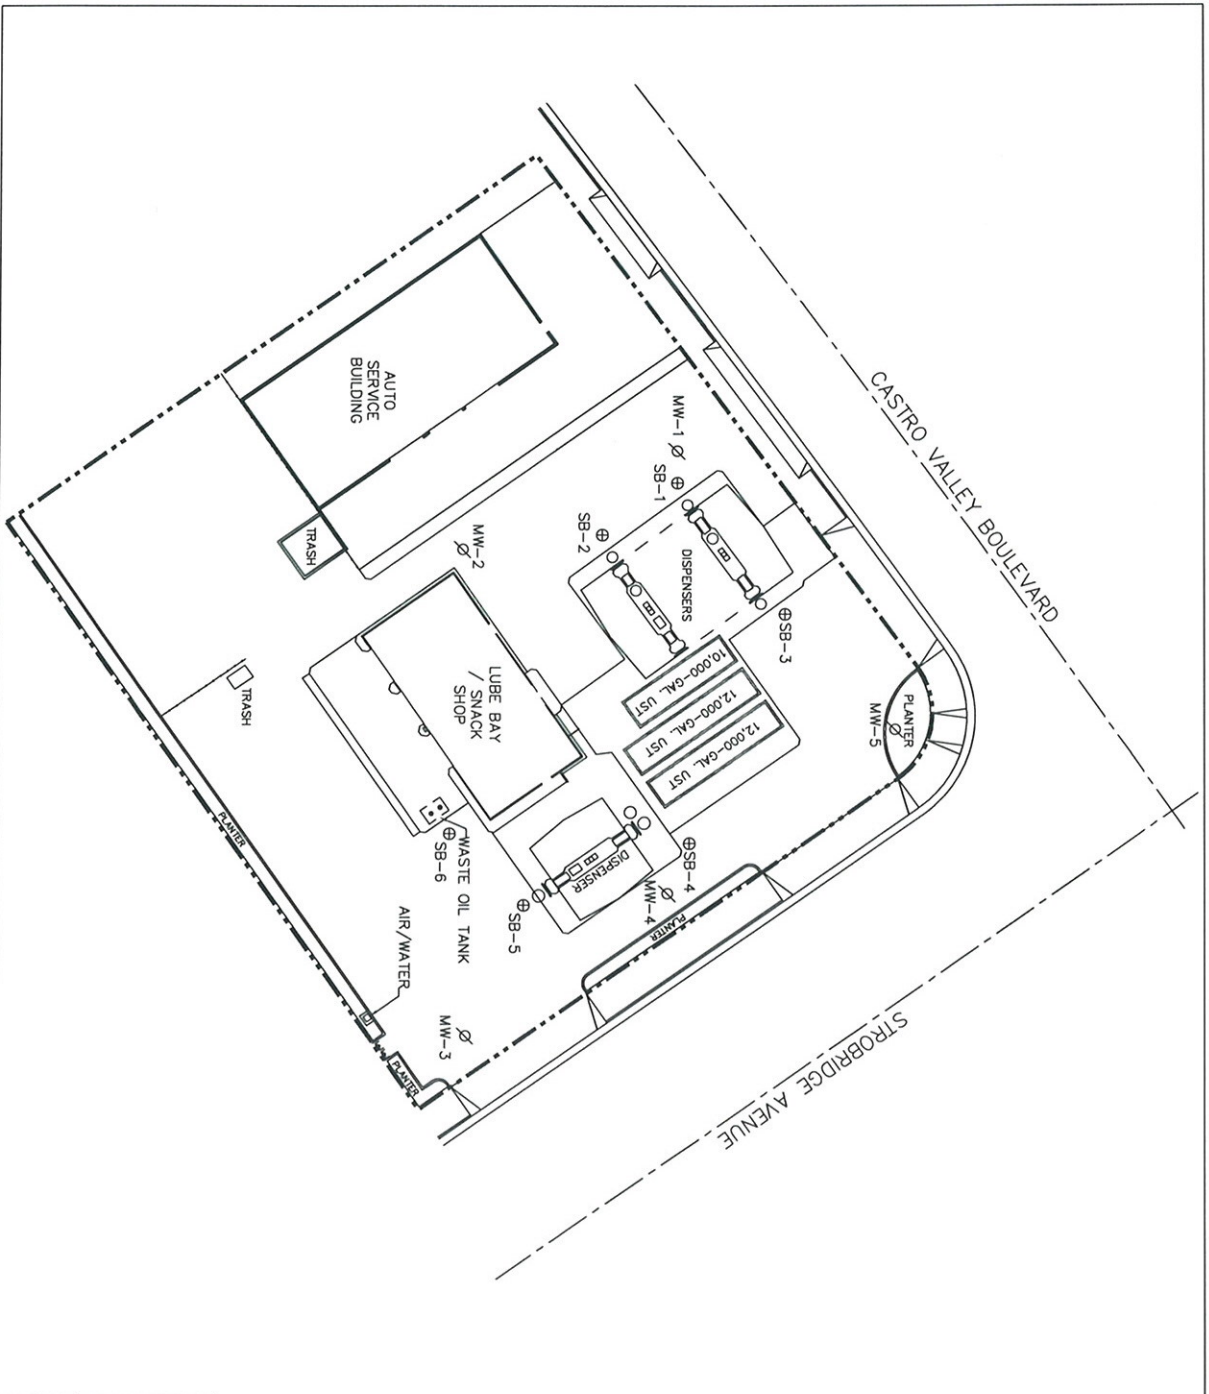 CASTRO VALLEY BOULEVARD
STROBRIDGE AVENUE
AUTO
SERVICE
BUILDING
TRASH
MW-1
SB-1
SB-2
MW-2
DISPENSERS
SB-3
10,000-GAL. UST
12,000-GAL. UST
12,000-GAL. UST
PLANTER
MW-5
LUBE BAY
/ SNACK
SHOP
TRASH
DISPENSER
SB-4
MW-4
PLANTER
WASTE OIL TANK
SB-6
SB-5
PLANTER
AIR/WATER
MW-3
PLANTER